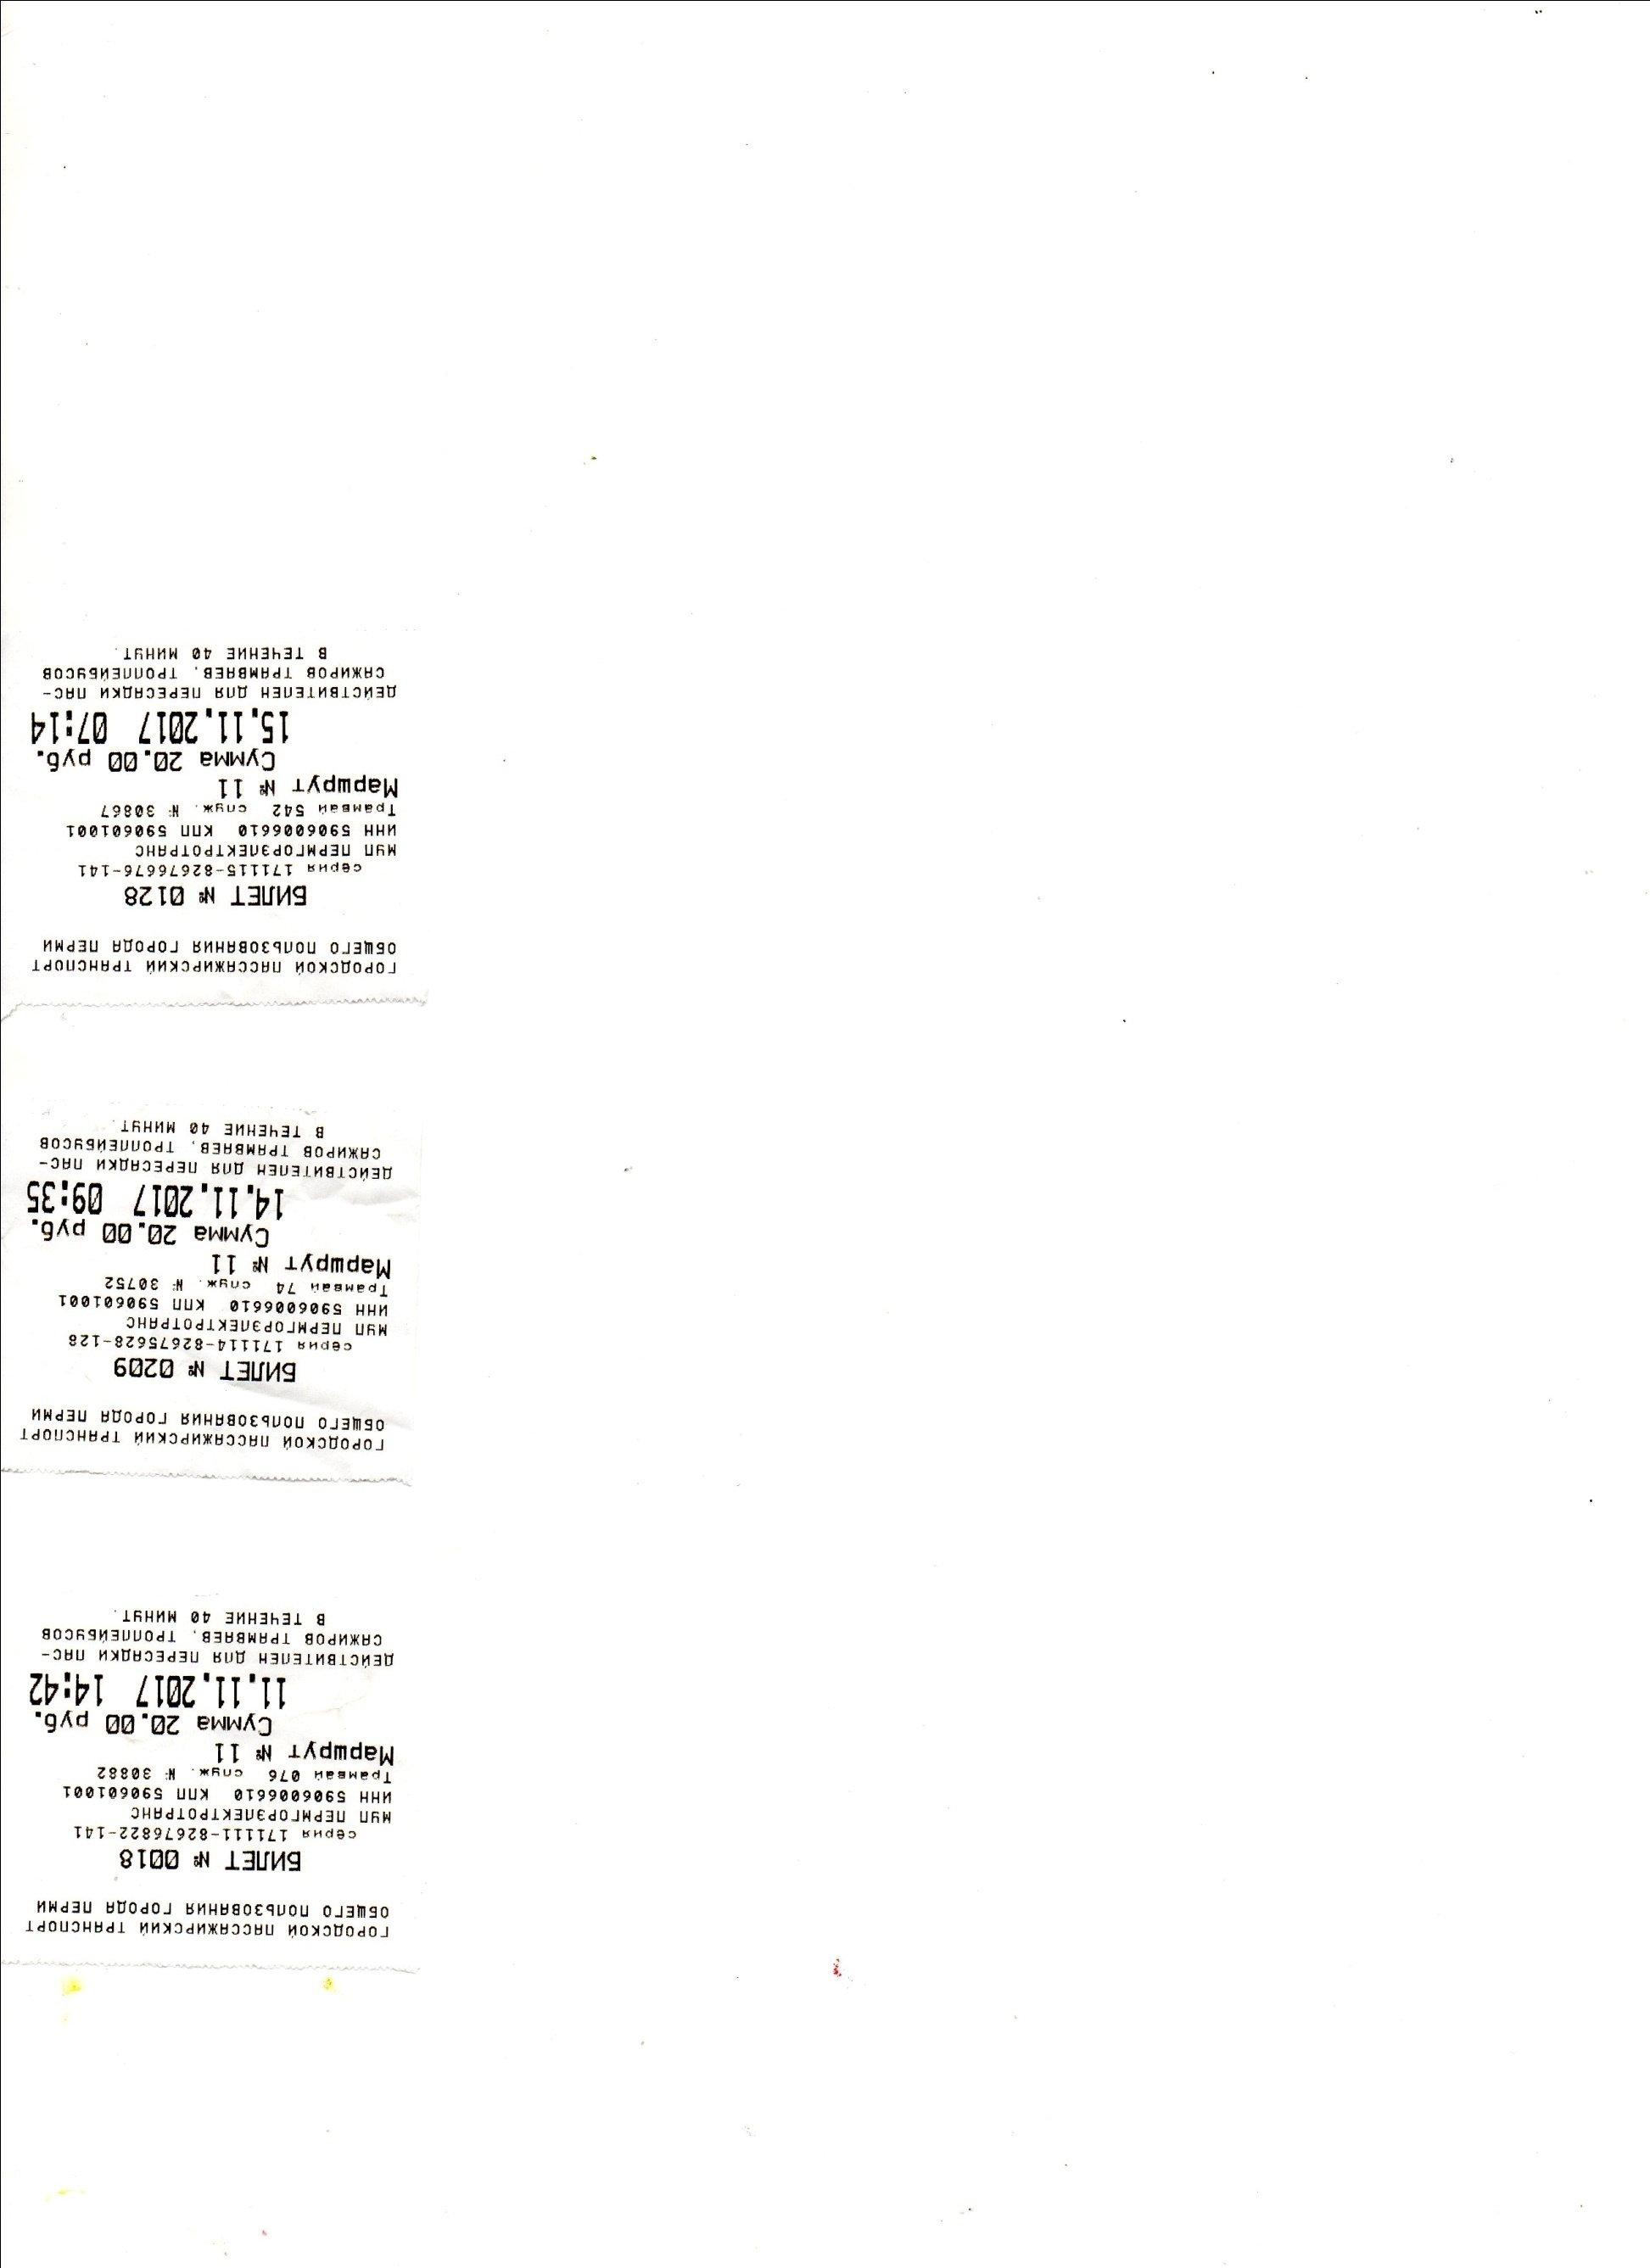 ГОРОДСКОЙ ПАССАЖИРСКИЙ ТРАНСПОРТ
ОБЩЕГО ПОЛЬЗОВАНИЯ ГОРОДА ПЕРМИ
БИЛЕТ № 0018
серия 171111-82676822-141
МУП ПЕРМГОРЭЛЕКТРОТРАНС
ИНН 5906006610 КПП 590601001
Трамвай 076 служ. № 30882
Маршрут № 11
Сумма 20.00 руб.
11.11.2017 14:42
ДЕЙСТВИТЕЛЕН ДЛЯ ПЕРЕСАДКИ ПАС-
САЖИРОВ ТРАМВАЕВ, ТРОЛЛЕЙБУСОВ
В ТЕЧЕНИЕ 40 МИНУТ.
ГОРОДСКОЙ ПАССАЖИРСКИЙ ТРАНСПОРТ
ОБЩЕГО ПОЛЬЗОВАНИЯ ГОРОДА ПЕРМИ
БИЛЕТ № 0209
серия 171114-82675628-128
МУП ПЕРМГОРЭЛЕКТРОТРАНС
ИНН 5906006610 КПП 590601001
Трамвай 74 служ. № 30752
Маршрут № 11
Сумма 20.00 руб.
14.11.2017 09:35
ДЕЙСТВИТЕЛЕН ДЛЯ ПЕРЕСАДКИ ПАС-
САЖИРОВ ТРАМВАЕВ, ТРОЛЛЕЙБУСОВ
В ТЕЧЕНИЕ 40 МИНУТ.
ГОРОДСКОЙ ПАССАЖИРСКИЙ ТРАНСПОРТ
ОБЩЕГО ПОЛЬЗОВАНИЯ ГОРОДА ПЕРМИ
БИЛЕТ № 0128
серия 171115-82676676-141
МУП ПЕРМГОРЭЛЕКТРОТРАНС
ИНН 5906006610 КПП 590601001
Трамвай 542 служ. № 30867
Маршрут № 11
Сумма 20.00 руб.
15.11.2017 07:14
ДЕЙСТВИТЕЛЕН ДЛЯ ПЕРЕСАДКИ ПАС-
САЖИРОВ ТРАМВАЕВ, ТРОЛЛЕЙБУСОВ
В ТЕЧЕНИЕ 40 МИНУТ.